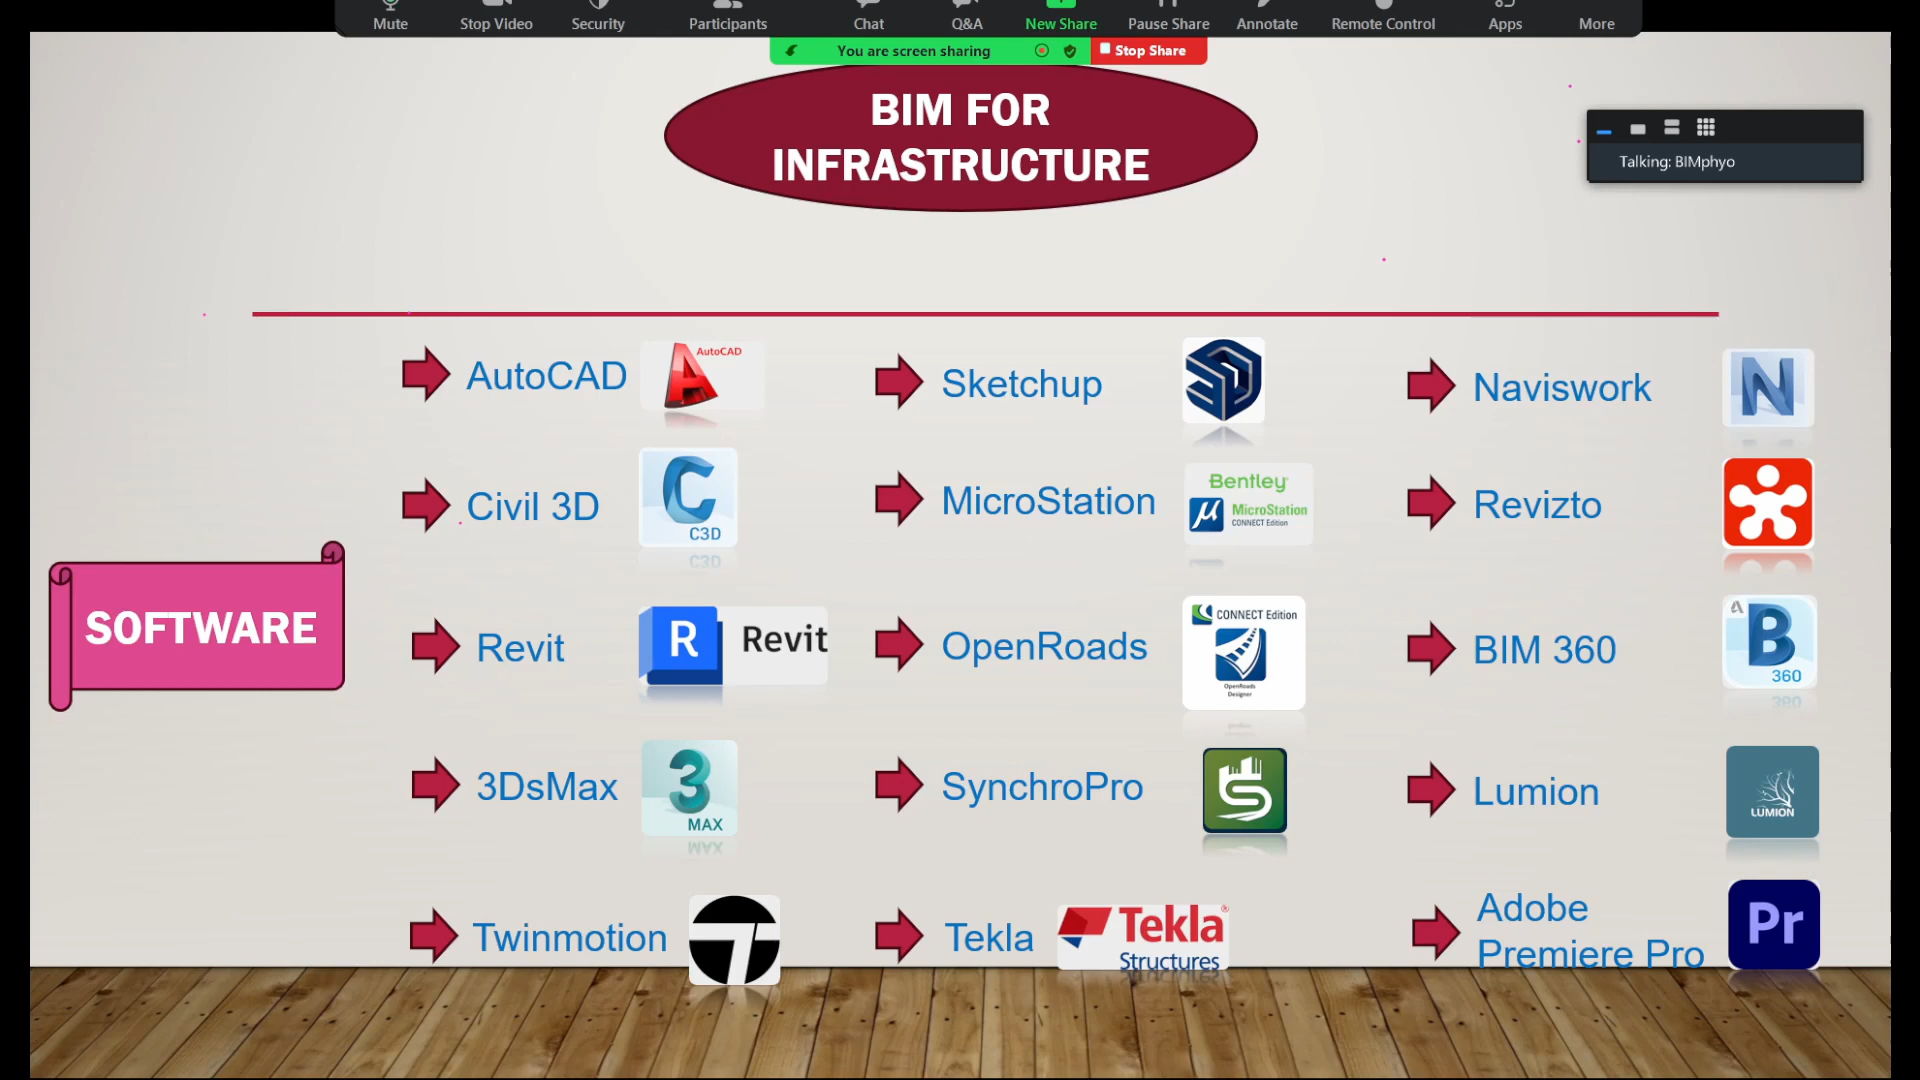 Mute Stop Video Security Participants Chat Q&A New Share Pause Share Annotate Remote Control Apps More
You are screen sharing Stop Share
BIM FOR
INFRASTRUCTURE
Talking: BIMphyo
AutoCAD
AutoCAD
Sketchup
Naviswork
N
Civil 3D
C
C3D
MicroStation
Bentley
μ MicroStation
CONNECT Edition
Revizto
SOFTWARE
Revit
R Revit
OpenRoads
CONNECT Edition
OpenRoads
Designer
BIM 360
A
B
360
3DsMax
3
MAX
SynchroPro
Lumion
LUMION
Twinmotion
Tekla
Tekla®
Structures
Adobe
Premiere Pro
Pr